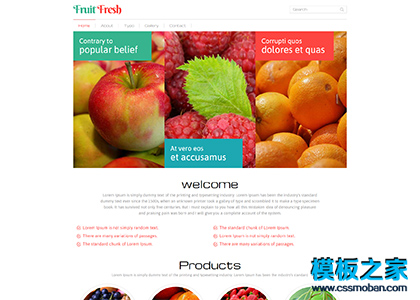 Fruit Fresh
Search
Home About Typo Gallery Contact
Contrary to
popular belief
Corrupti quos
dolores et quas
At vero eos
et accusamus
welcome
Lorem Ipsum is simply dummy text of the printing and typesetting industry. Lorem Ipsum has been the industry's standard
dummy text ever since the 1500s, when an unknown printer took a galley of type and scrambled it to make a type specimen
book. It has survived not only five centuries. But I must explain to you how all this mistaken idea of denouncing pleasure
and praising pain was born and I will give you a complete account of the system.
Lorem Ipsum is not simply random text.
Lorem Ipsum is not simply random text.
There are many variations of passages.
Lorem Ipsum is not simply random text.
The standard chunk of Lorem Ipsum.
There are many variations of passages.
Products
Lorem Ipsum is simply dummy text of the printing and typesetting industry. Lorem Ipsum has been the industry's
模板之家
www.cssmoban.com